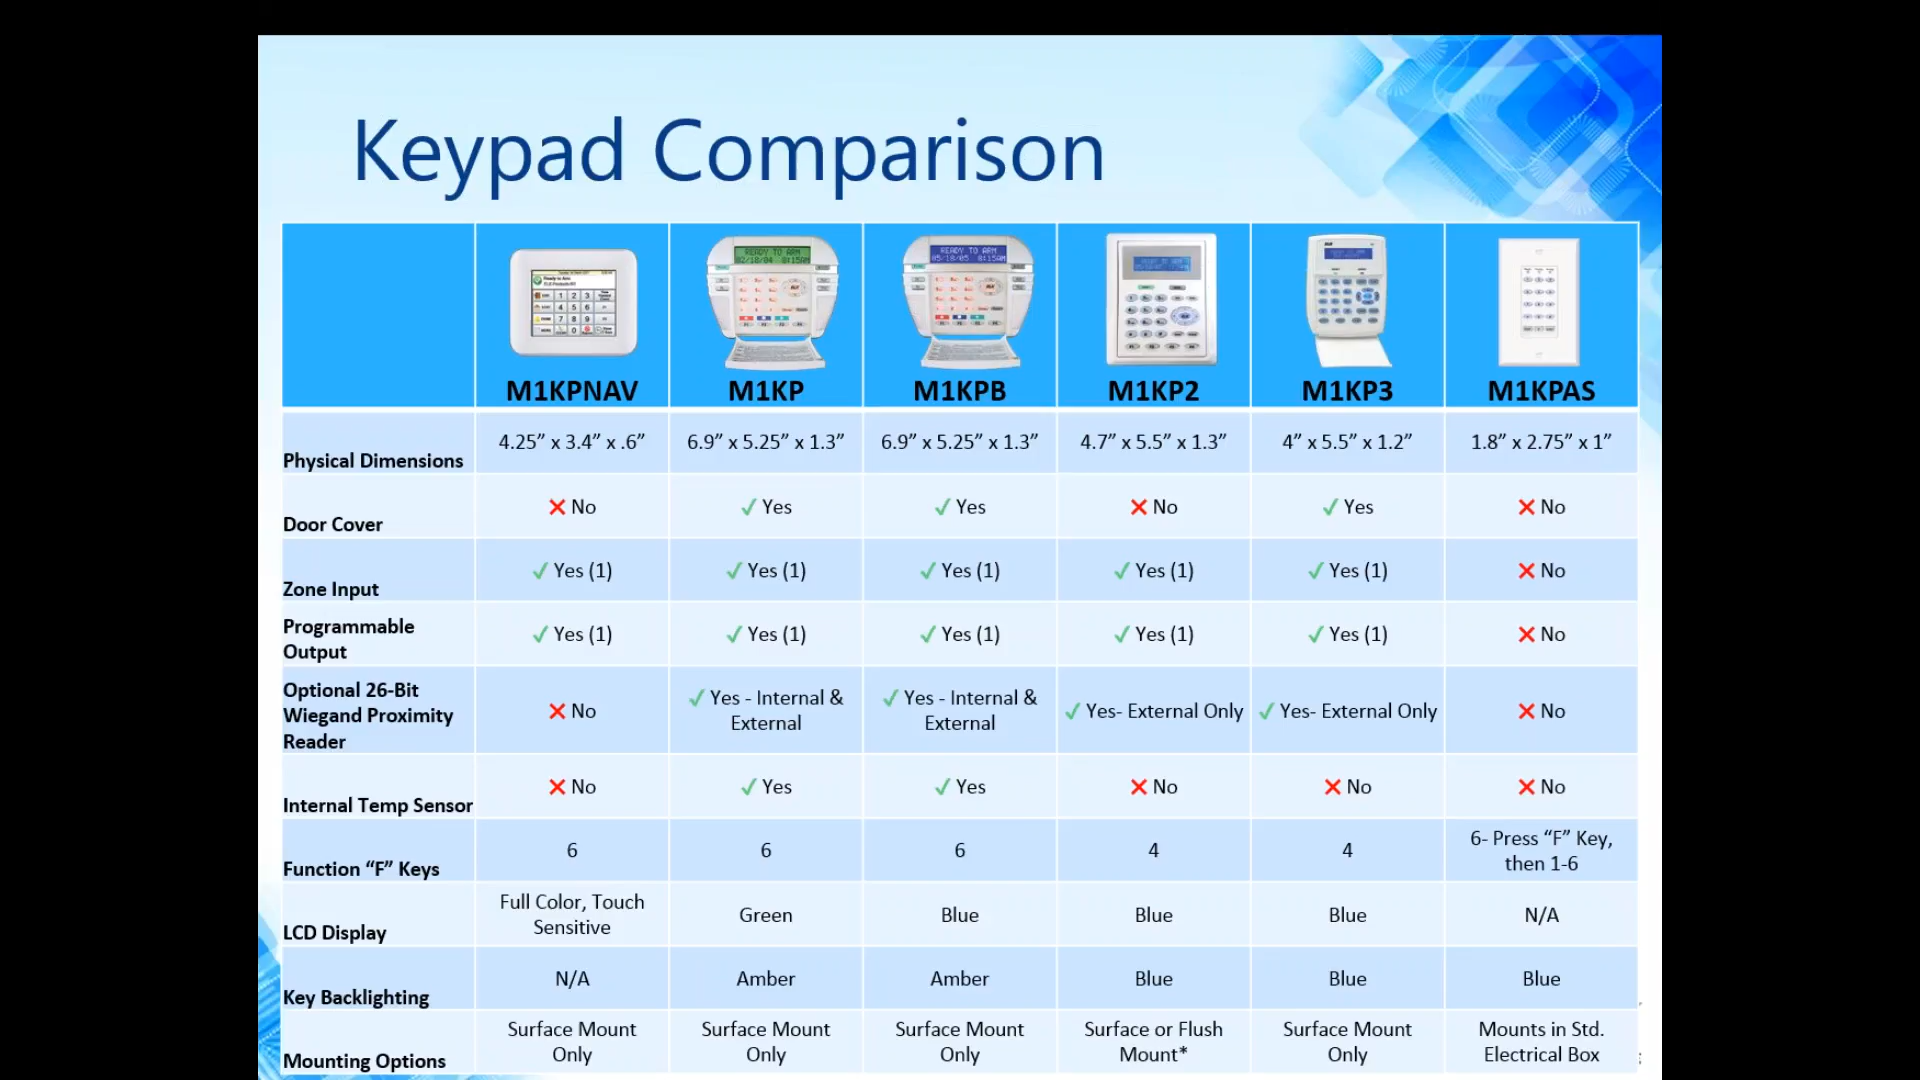 Keypad Comparison
READY TO ARM
READY TO ARM
M1KPNAV M1KP M1KPB M1KP2 M1KP3 M1KPAS
Physical Dimensions 4.25” x 3.4” x .6” 6.9” x 5.25” x 1.3” 6.9” x 5.25” x 1.3” 4.7” x 5.5” x 1.3” 4” x 5.5” x 1.2” 1.8” x 2.75” x 1”
Door Cover No Yes Yes No Yes No
Zone Input Yes (1) Yes (1) Yes (1) Yes (1) Yes (1) No
Programmable
Output Yes (1) Yes (1) Yes (1) Yes (1) Yes (1) No
Optional 26-Bit
Wiegand Proximity
Reader
No
Yes - Internal &
External
Yes - Internal &
External
Yes- External Only
Yes- External Only
No
Internal Temp Sensor No Yes Yes No No No
Function “F” Keys 6 6 6 4 4
6- Press “F” Key,
then 1-6
LCD Display
Full Color, Touch
Sensitive
Green Blue Blue Blue N/A
Key Backlighting N/A Amber Amber Blue Blue Blue
Mounting Options
Surface Mount
Only
Surface Mount
Only
Surface Mount
Only
Surface or Flush
Mount*
Surface Mount
Only
Mounts in Std.
Electrical Box